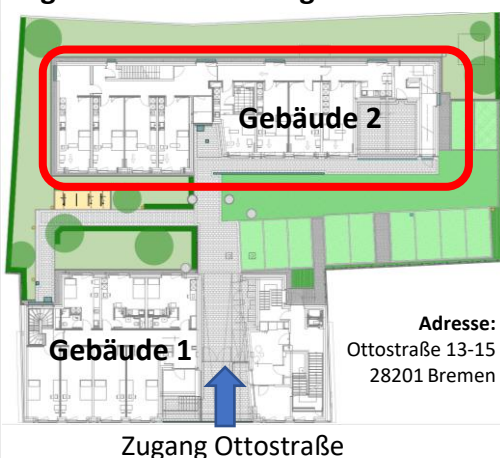 Gebäude 2
Gebäude 1
Adresse:
Ottostraße 13-15
28201 Bremen
Zugang Ottostraße